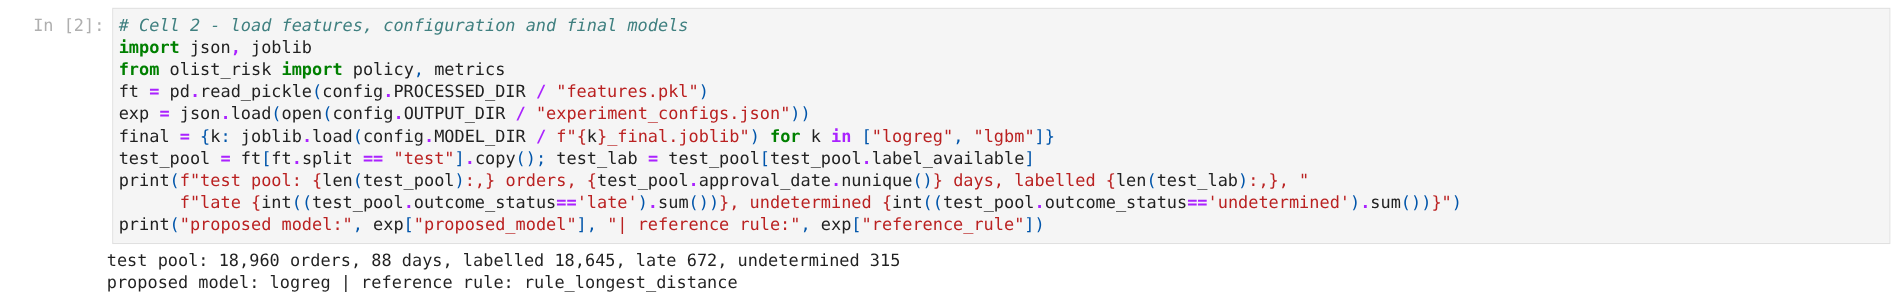 In [2]: # Cell 2 - load features, configuration and final models
import json, joblib
from olist_risk import policy, metrics
ft = pd.read_pickle(config.PROCESSED_DIR / "features.pkl")
exp = json.load(open(config.OUTPUT_DIR / "experiment_configs.json"))
final = {k: joblib.load(config.MODEL_DIR / f"{k}_final.joblib") for k in ["logreg", "lgbm"]}
test_pool = ft[ft.split == "test"].copy(); test_lab = test_pool[test_pool.label_available]
print(f"test pool: {len(test_pool):,} orders, {test_pool.approval_date.nunique()} days, labelled {len(test_lab):,}, "
      f"late {int((test_pool.outcome_status=='late').sum())}, undetermined {int((test_pool.outcome_status=='undetermined').sum())}")
print("proposed model:", exp["proposed_model"], "| reference rule:", exp["reference_rule"])
test pool: 18,960 orders, 88 days, labelled 18,645, late 672, undetermined 315
proposed model: logreg | reference rule: rule_longest_distance